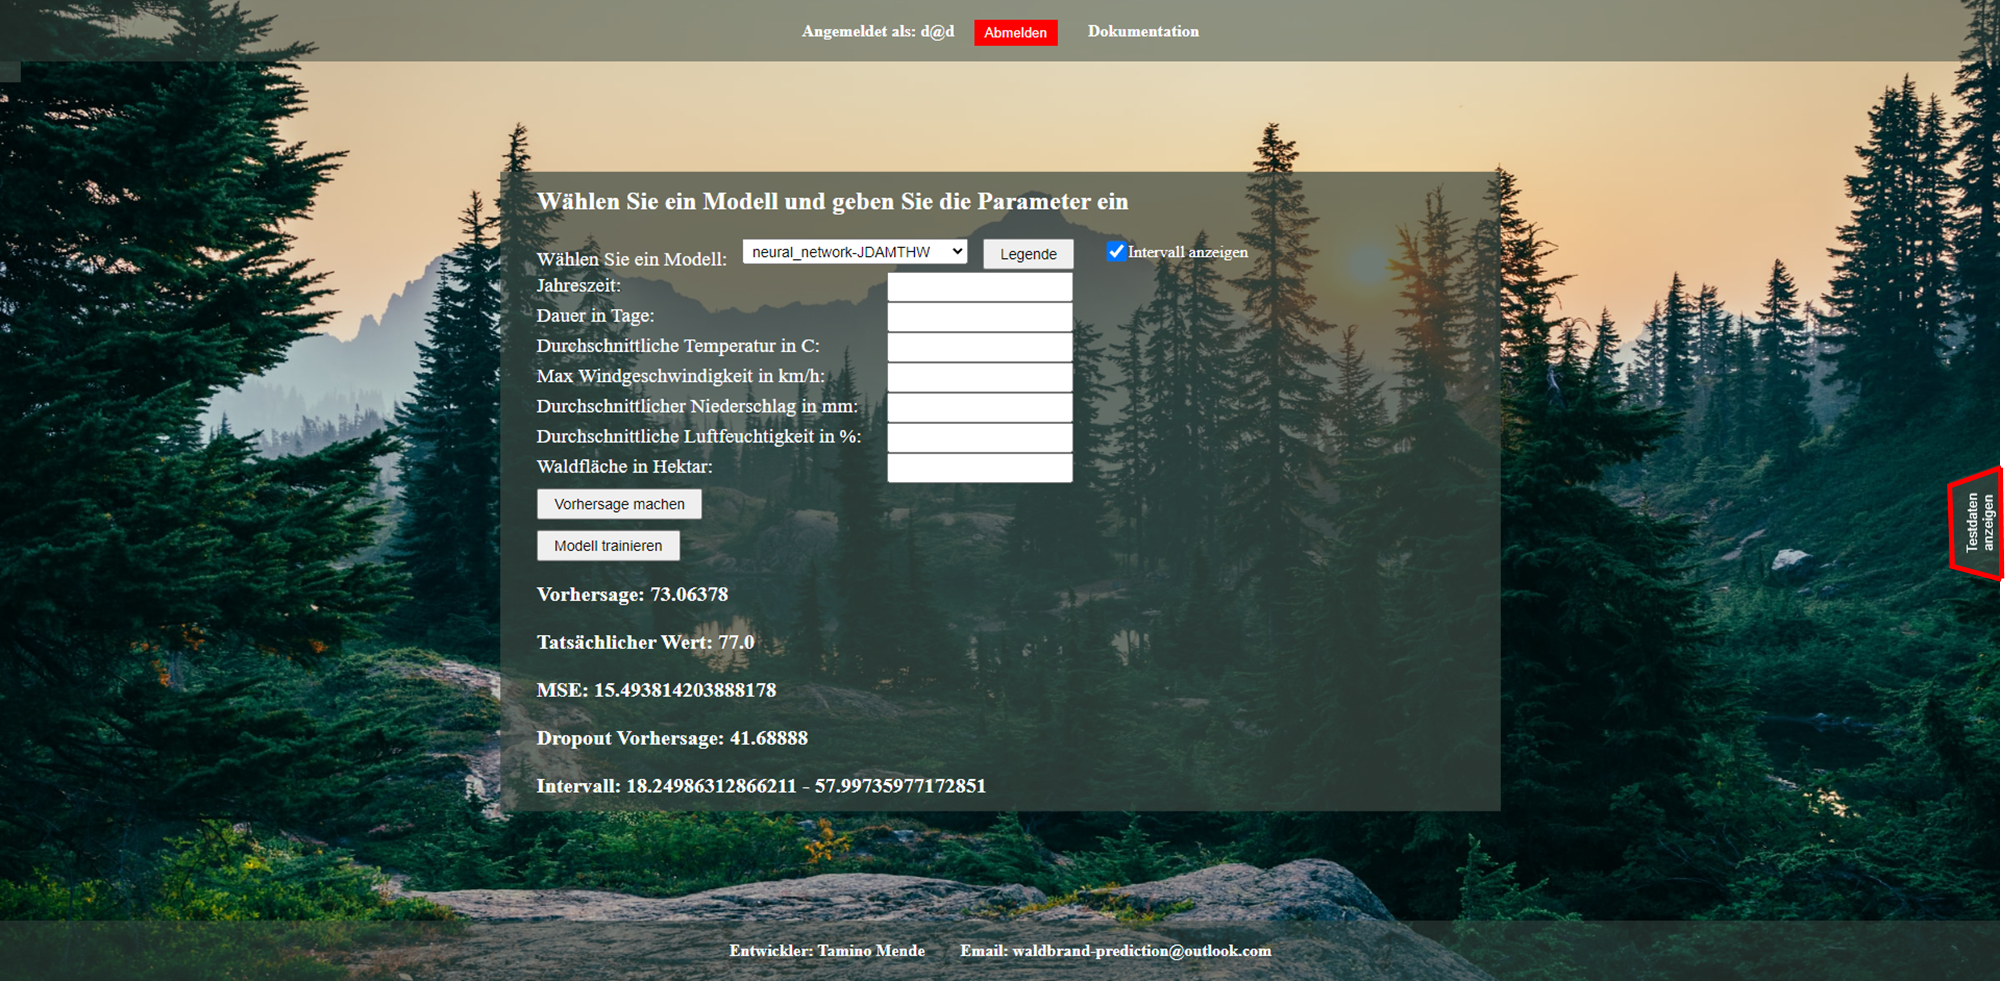 Angemeldet als: d@d Abmelden Dokumentation
Wählen Sie ein Modell und geben Sie die Parameter ein
Wählen Sie ein Modell: neural_network-JDAMTHW Legende Intervall anzeigen
Jahreszeit:
Dauer in Tage:
Durchschnittliche Temperatur in C:
Max Windgeschwindigkeit in km/h:
Durchschnittlicher Niederschlag in mm:
Durchschnittliche Luftfeuchtigkeit in %:
Waldfläche in Hektar:
Vorhersage machen
Modell trainieren
Vorhersage: 73.06378
Tatsächlicher Wert: 77.0
MSE: 15.493814203888178
Dropout Vorhersage: 41.68888
Intervall: 18.24986312866211 - 57.99735977172851
Testdaten
anzeigen
Entwickler: Tamino Mende Email: waldbrand-prediction@outlook.com